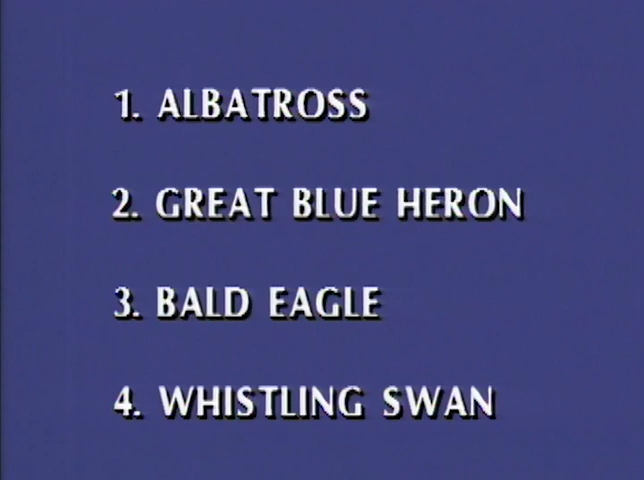 1. ALBATROSS
2. GREAT BLUE HERON
3. BALD EAGLE
4. WHISTLING SWAN